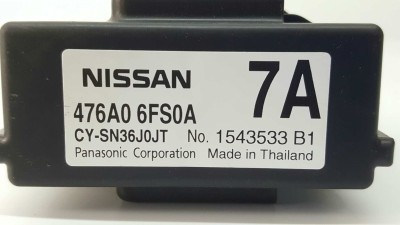 NISSAN 7A
476A0 6FS0A
CY-SN36J0JT No. 1543533 B1
Panasonic Corporation Made in Thailand